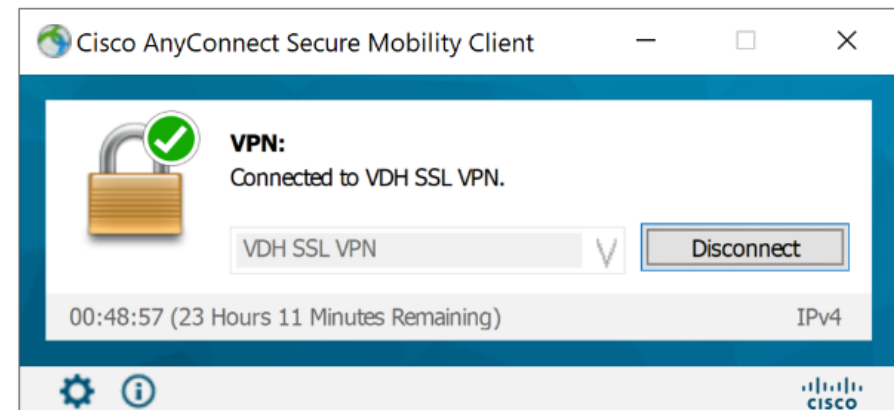 Cisco AnyConnect Secure Mobility Client
VPN:
Connected to VDH SSL VPN.
VDH SSL VPN
Disconnect
00:48:57 (23 Hours 11 Minutes Remaining)
IPv4
CISCO